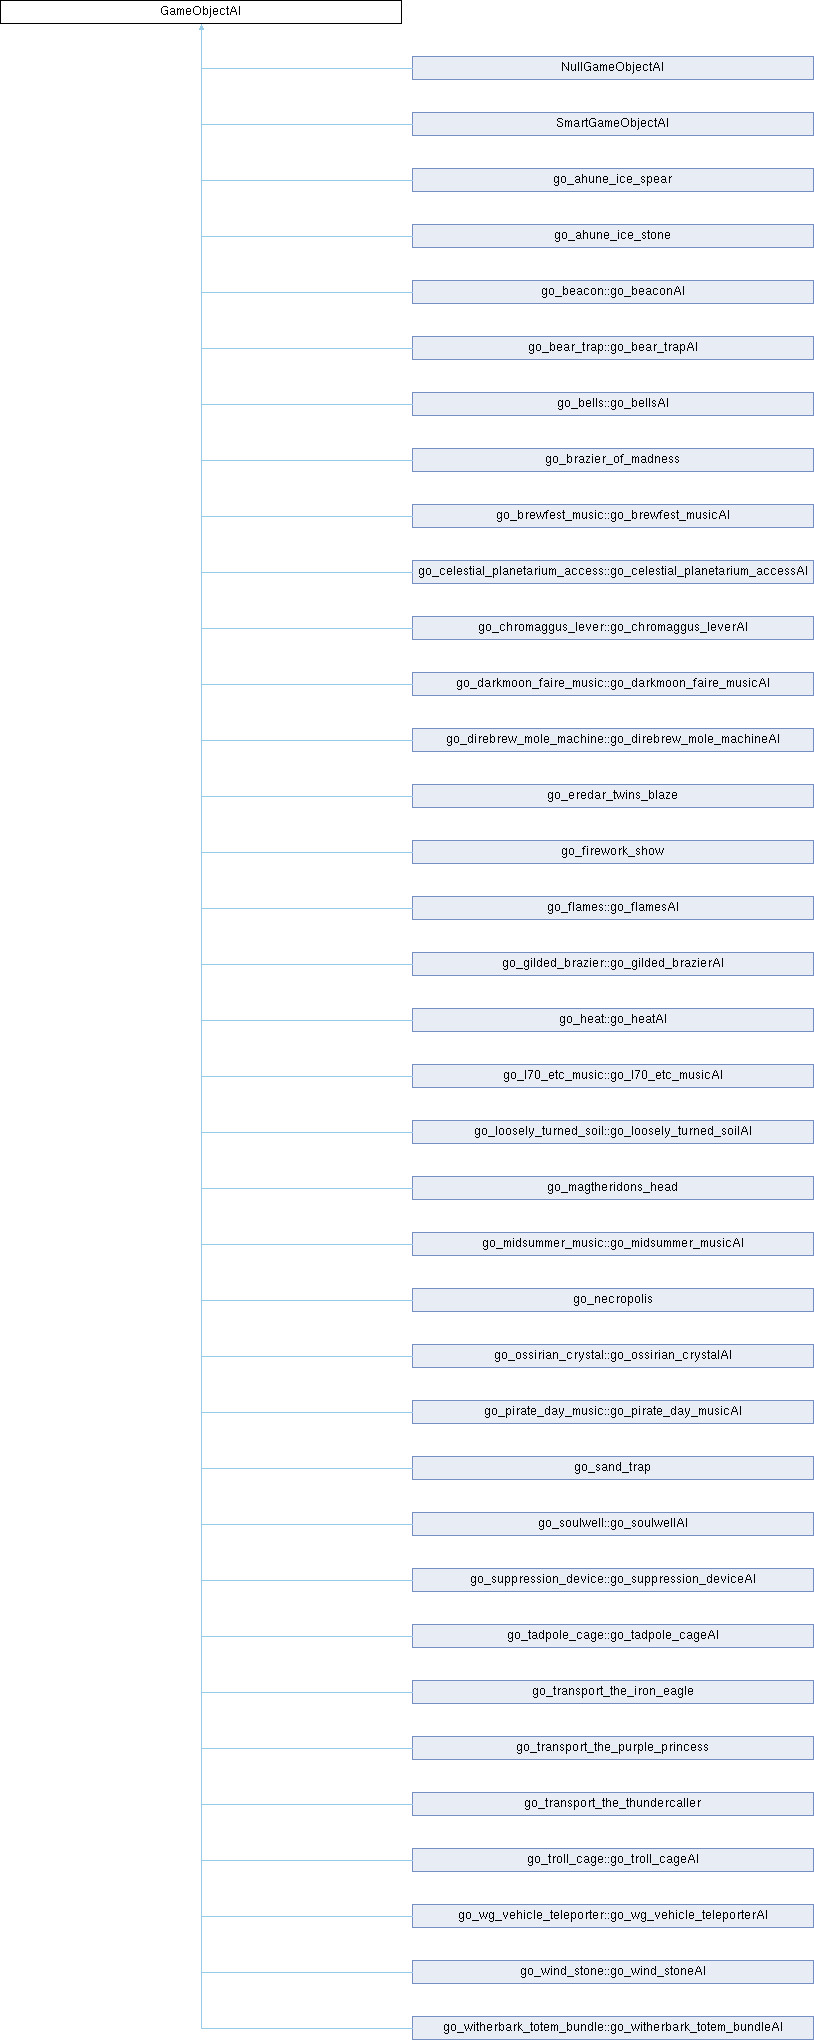 GameObjectAI
NullGameObjectAI
SmartGameObjectAI
go_ahune_ice_spear
go_ahune_ice_stone
go_beacon::go_beaconAI
go_bear_trap::go_bear_trapAI
go_bells::go_bellsAI
go_brazier_of_madness
go_brewfest_music::go_brewfest_musicAI
go_celestial_planetarium_access::go_celestial_planetarium_accessAI
go_chromaggus_lever::go_chromaggus_leverAI
go_darkmoon_faire_music::go_darkmoon_faire_musicAI
go_direbrew_mole_machine::go_direbrew_mole_machineAI
go_eredar_twins_blaze
go_firework_show
go_flames::go_flamesAI
go_gilded_brazier::go_gilded_brazierAI
go_heat::go_heatAI
go_l70_etc_music::go_l70_etc_musicAI
go_loosely_turned_soil::go_loosely_turned_soilAI
go_magtheridons_head
go_midsummer_music::go_midsummer_musicAI
go_necropolis
go_ossirian_crystal::go_ossirian_crystalAI
go_pirate_day_music::go_pirate_day_musicAI
go_sand_trap
go_soulwell::go_soulwellAI
go_suppression_device::go_suppression_deviceAI
go_tadpole_cage::go_tadpole_cageAI
go_transport_the_iron_eagle
go_transport_the_purple_princess
go_transport_the_thundercaller
go_troll_cage::go_troll_cageAI
go_wg_vehicle_teleporter::go_wg_vehicle_teleporterAI
go_wind_stone::go_wind_stoneAI
go_witherbark_totem_bundle::go_witherbark_totem_bundleAI